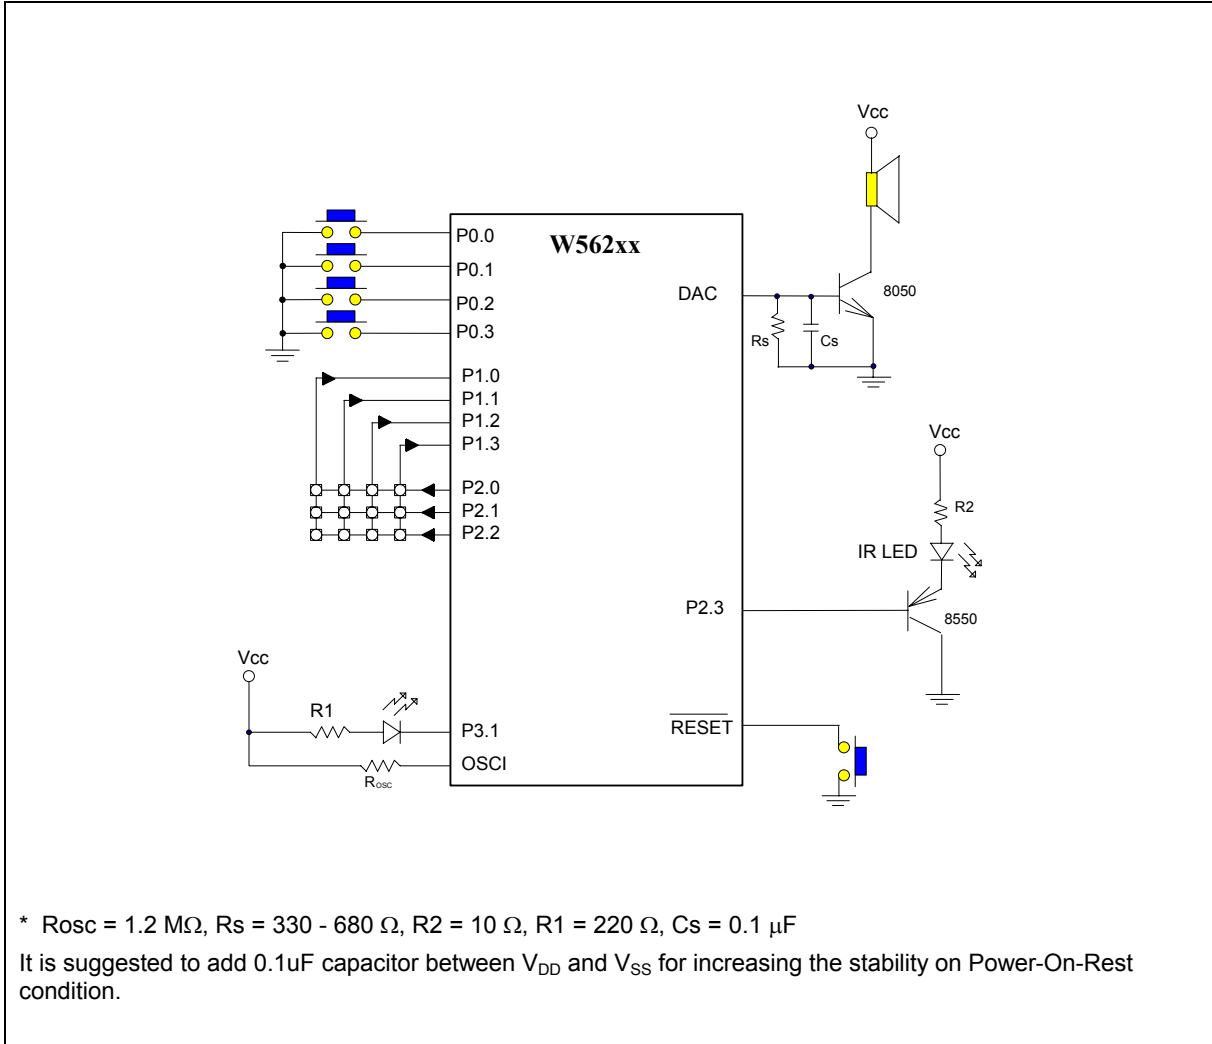 Vcc
W562xx
P0.0
P0.1
P0.2
P0.3
DAC
8050
Rs
Cs
P1.0
P1.1
P1.2
P1.3
P2.0
P2.1
P2.2
Vcc
R2
IR LED
P2.3
8550
Vcc
R1
P3.1
RESET
OSCI
Rosc
* Rosc = 1.2 MΩ, Rs = 330 - 680 Ω, R2 = 10 Ω, R1 = 220 Ω, Cs = 0.1 μF
It is suggested to add 0.1uF capacitor between VDD and VSS for increasing the stability on Power-On-Rest
condition.